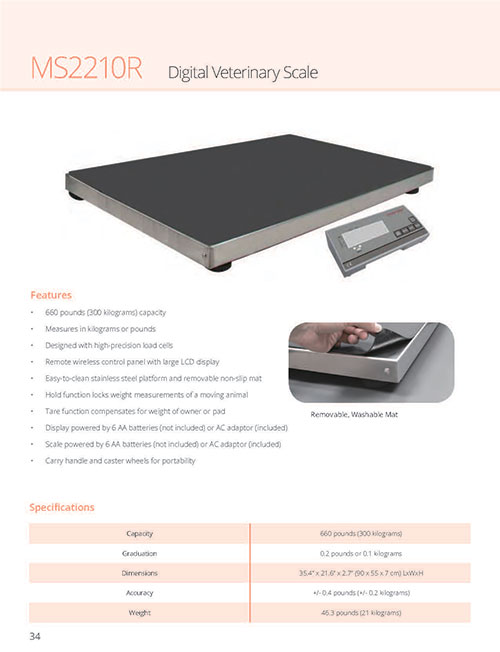 MS2210R Digital Veterinary Scale
Features
• 660 pounds (300 kilograms) capacity
• Measures in kilograms or pounds
• Designed with high-precision load cells
• Remote wireless control panel with large LCD display
• Easy-to-clean stainless steel platform and removable non-slip mat
• Hold function locks weight measurements of a moving animal
• Tare function compensates for weight of owner or pad
• Display powered by 6 AA batteries (not included) or AC adaptor (included)
• Scale powered by 6 AA batteries (not included) or AC adaptor (included)
• Carry handle and caster wheels for portability
Removable, Washable Mat
Specifications
Capacity 660 pounds (300 kilograms)
Graduation 0.2 pounds or 0.1 kilograms
Dimensions 35.4" x 21.6" x 2.7" (90 x 55 x 7 cm) LxWxH
Accuracy +/- 0.4 pounds (+/- 0.2 kilograms)
Weight 46.3 pounds (21 kilograms)
34